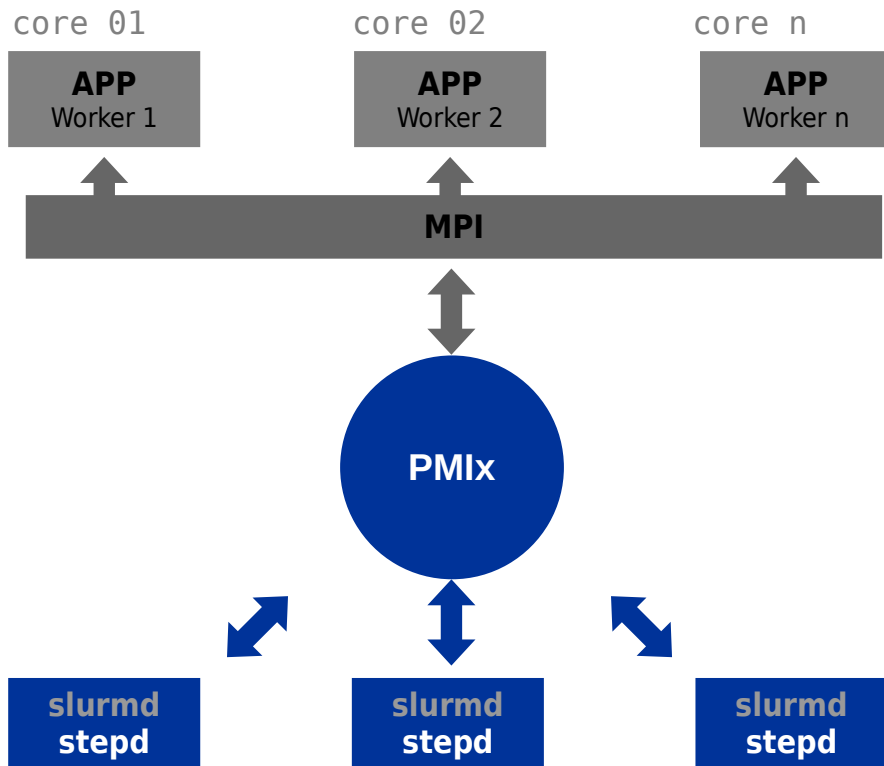 core 01
core 02
core n
APP
Worker 1
APP
Worker 2
APP
Worker n
MPI
PMIx
slurmd
stepd
slurmd
stepd
slurmd
stepd